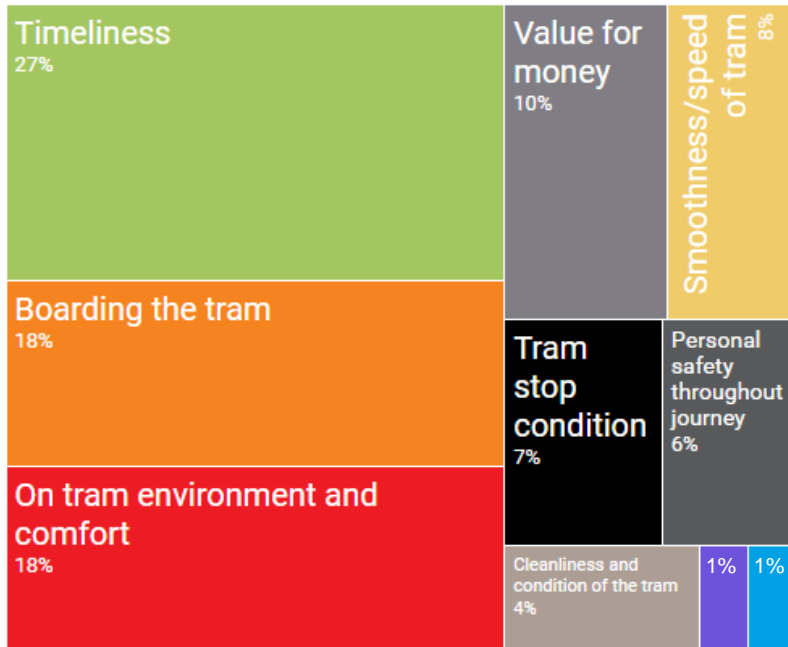 Timeliness
27%
Boarding the tram
18%
On tram environment and
comfort
18%
Value for
money
10%
Smoothness/speed
of tram
8%
Tram
stop
condition
7%
Personal
safety
throughout
journey
6%
Cleanliness and
condition of the tram
4%
1%
1%